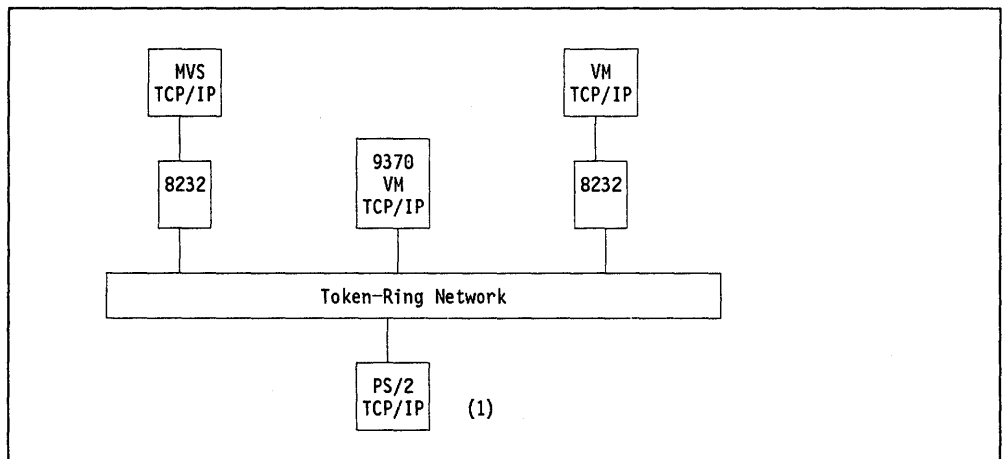 MVS
TCP/IP
VM
TCP/IP
8232
9370
VM
TCP/IP
8232
Token-Ring Network
PS/2
TCP/IP (1)